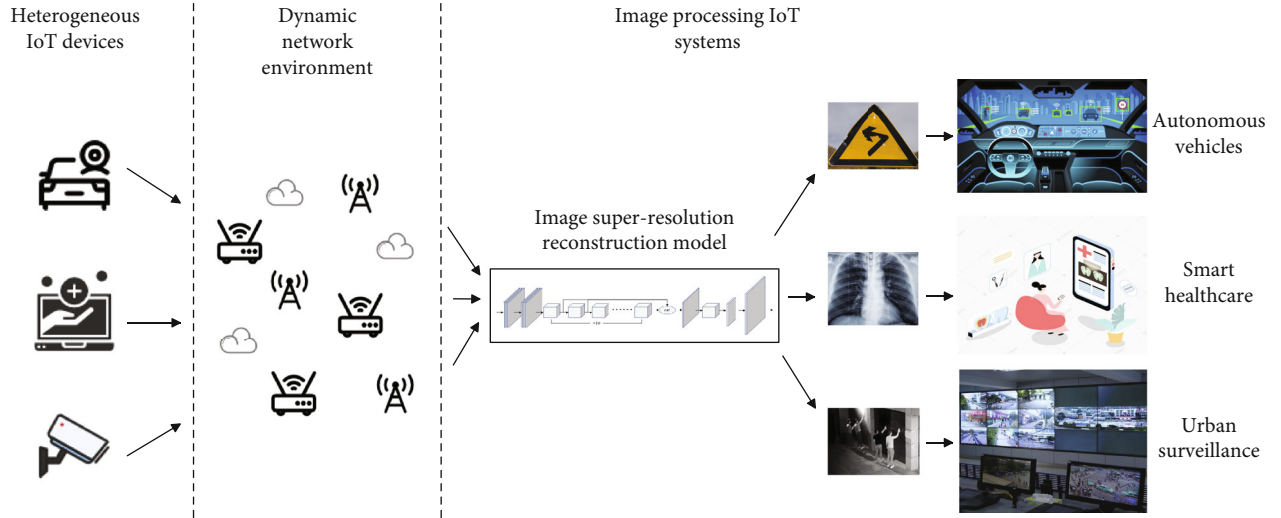 Heterogeneous
IoT devices
Dynamic
network
environment
Image processing IoT
systems
Image super-resolution
reconstruction model
Autonomous
vehicles
Smart
healthcare
Urban
surveillance